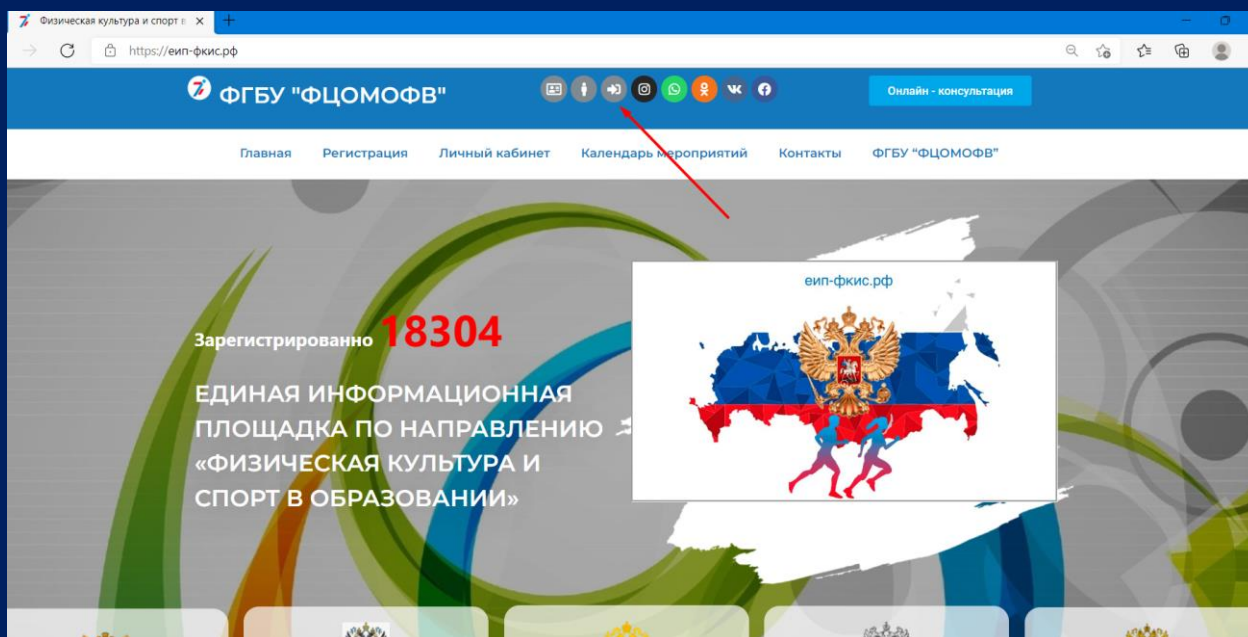 Физическая культура и спорт в
https://еип-фкис.рф
ФГБУ "ФЦОМОФВ"
Онлайн - консультация
Главная Регистрация Личный кабинет Календарь мероприятий Контакты ФГБУ “ФЦОМОФВ”
еип-фкис.рф
Зарегистрированно 18304
ЕДИНАЯ ИНФОРМАЦИОННАЯ
ПЛОЩАДКА ПО НАПРАВЛЕНИЮ
«ФИЗИЧЕСКАЯ КУЛЬТУРА И
СПОРТ В ОБРАЗОВАНИИ»